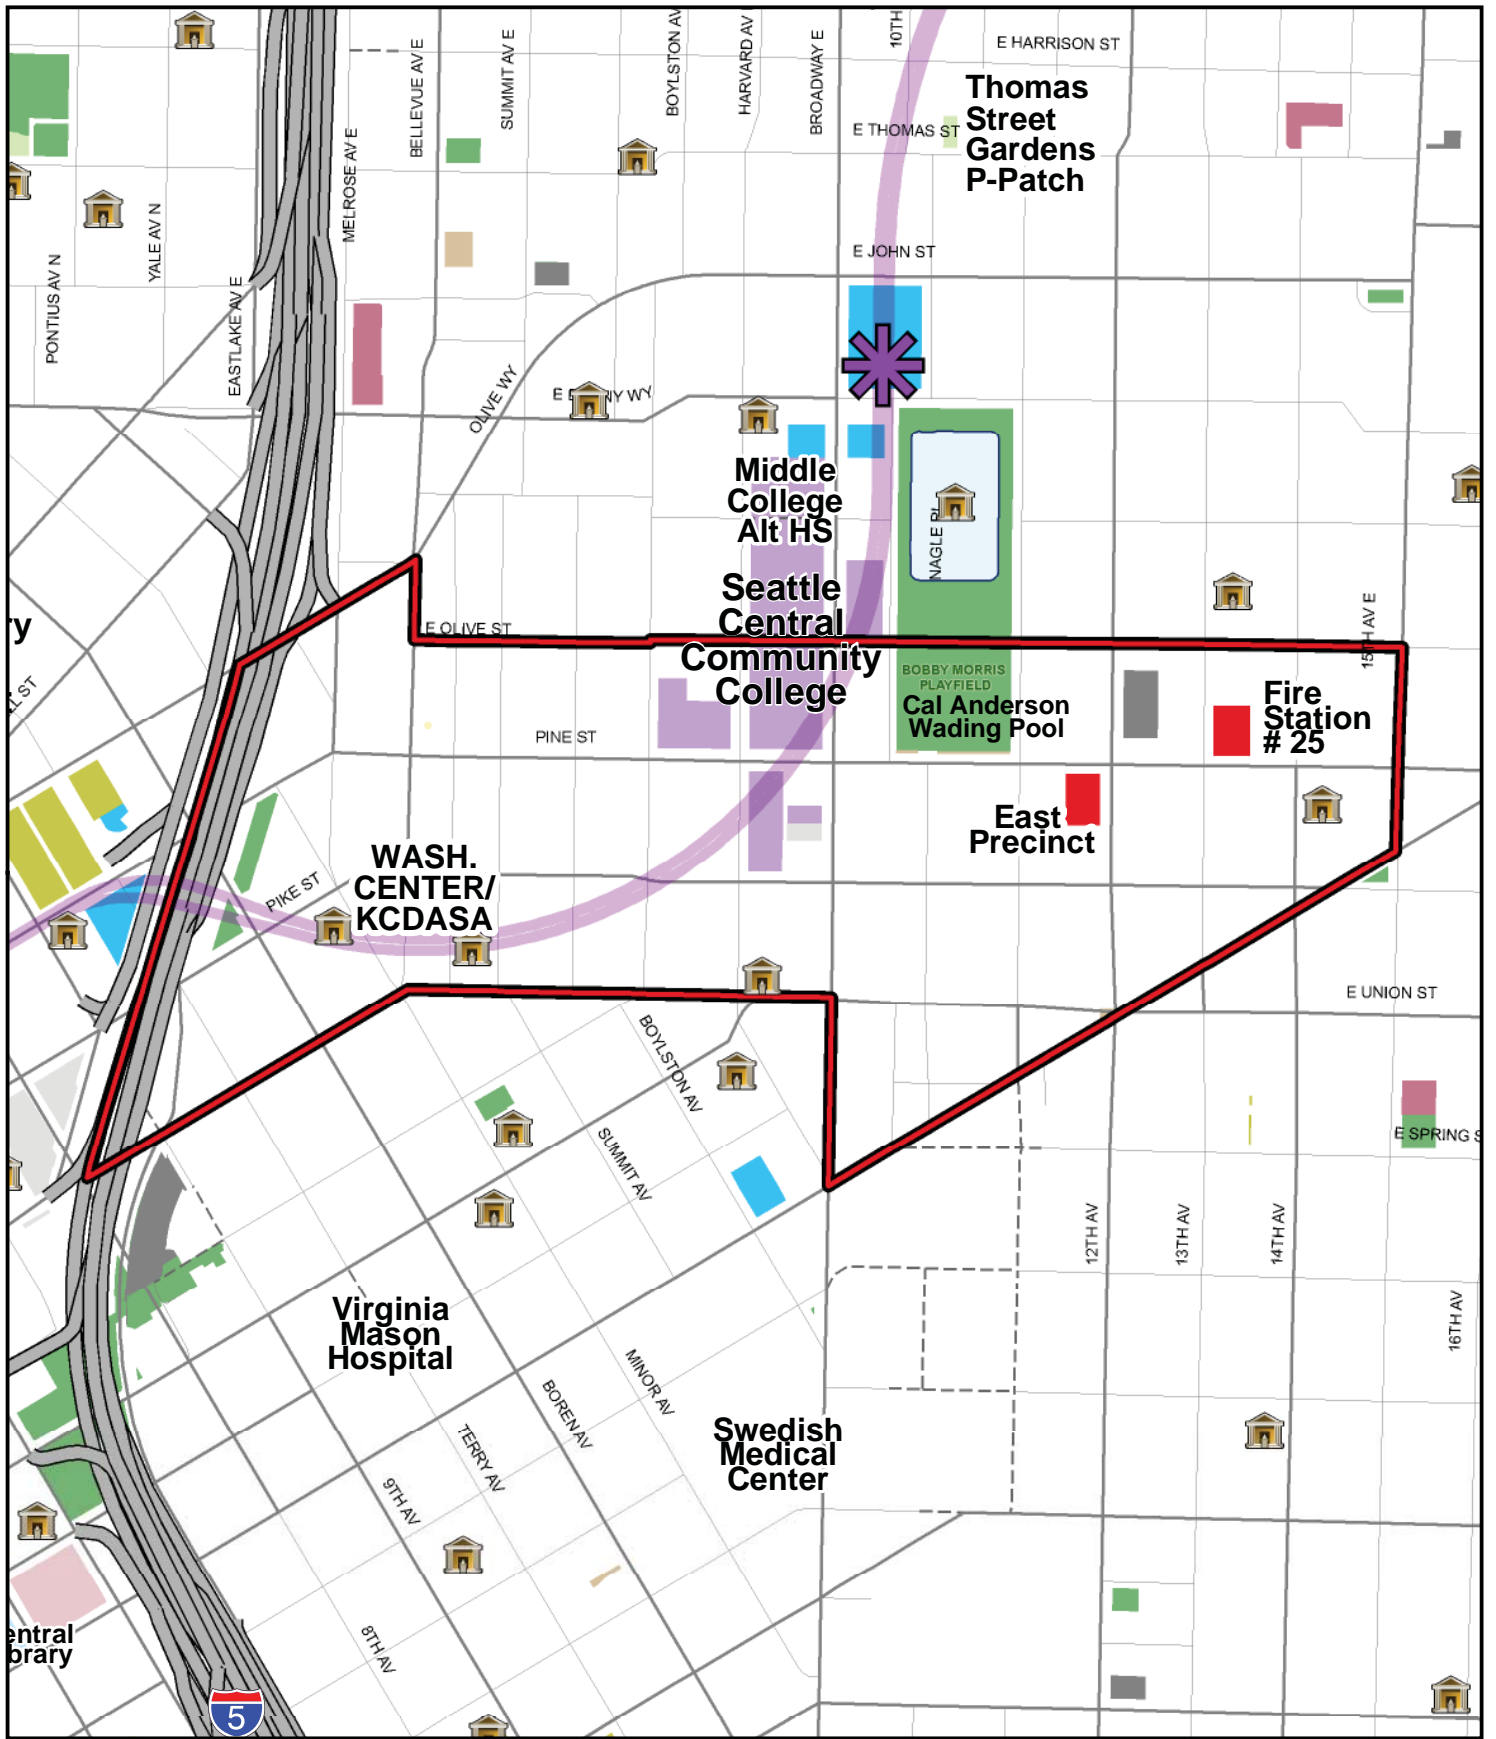 E HARRISON ST
10TH
BOYLSTON AV
HARVARD AV
BROADWAY E
SUMMIT AV E
BELLEVUE AV E
MELROSE AV E
Thomas
Street
Gardens
P-Patch
E THOMAS ST
YALE AV N
PONTIUS AV N
EASTLAKE AV E
E JOHN ST
OLIVE WY
NY WY
Middle
College
Alt HS
NAGLE PL
Seattle
Central
Community
College
E OLIVE ST
15TH AV E
ry
ST
BOBBY MORRIS
PLAYFIELD
Cal Anderson
Wading Pool
Fire
Station
# 25
PINE ST
East
Precinct
WASH.
CENTER/
KCDASA
PIKE ST
E UNION ST
BOYLSTON AV
SUMMIT AV
E SPRING S
12TH AV
13TH AV
14TH AV
16TH AV
Virginia
Mason
Hospital
MINOR AV
BOREN AV
TERRY AV
9TH AV
8TH AV
Swedish
Medical
Center
entral
brary
5